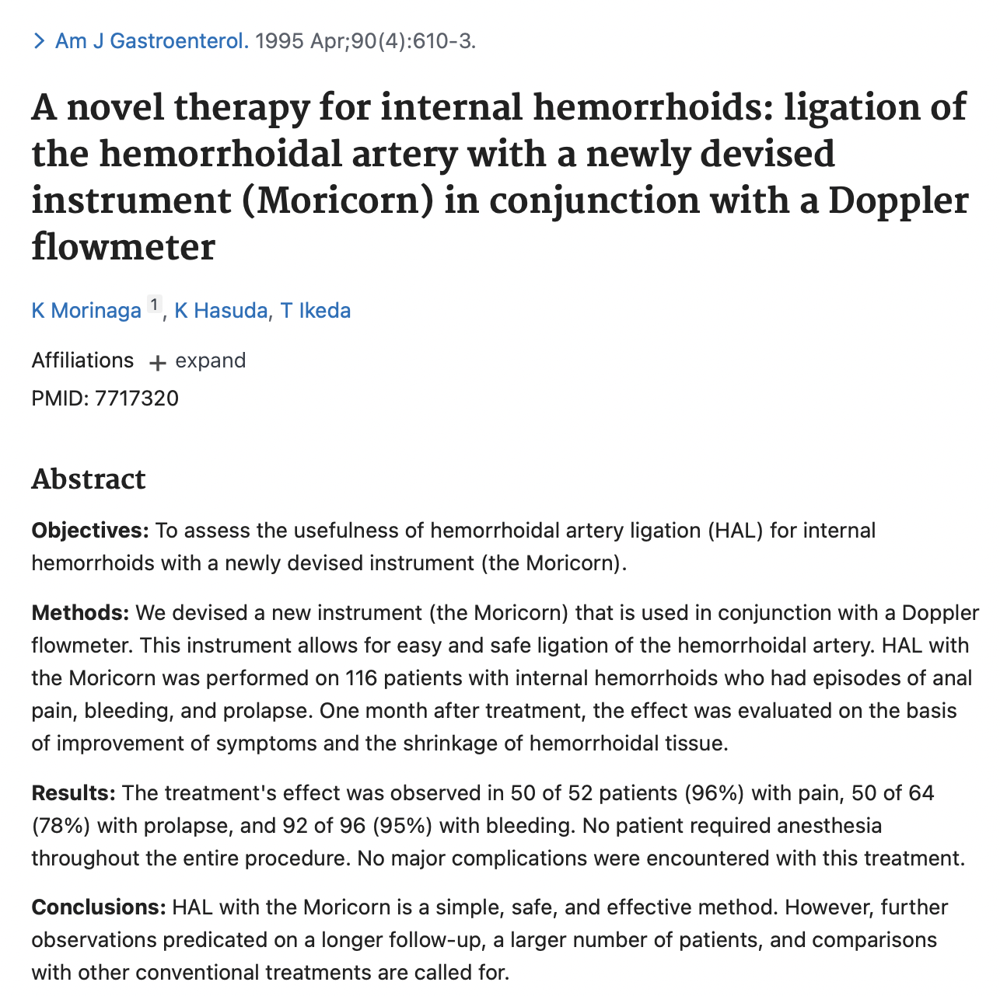 > Am J Gastroenterol. 1995 Apr;90(4):610-3.
A novel therapy for internal hemorrhoids: ligation of
the hemorrhoidal artery with a newly devised
instrument (Moricorn) in conjunction with a Doppler
flowmeter
K Morinaga 1, K Hasuda, T Ikeda
Affiliations + expand
PMID: 7717320
Abstract
Objectives: To assess the usefulness of hemorrhoidal artery ligation (HAL) for internal
hemorrhoids with a newly devised instrument (the Moricorn).
Methods: We devised a new instrument (the Moricorn) that is used in conjunction with a Doppler
flowmeter. This instrument allows for easy and safe ligation of the hemorrhoidal artery. HAL with
the Moricorn was performed on 116 patients with internal hemorrhoids who had episodes of anal
pain, bleeding, and prolapse. One month after treatment, the effect was evaluated on the basis
of improvement of symptoms and the shrinkage of hemorrhoidal tissue.
Results: The treatment's effect was observed in 50 of 52 patients (96%) with pain, 50 of 64
(78%) with prolapse, and 92 of 96 (95%) with bleeding. No patient required anesthesia
throughout the entire procedure. No major complications were encountered with this treatment.
Conclusions: HAL with the Moricorn is a simple, safe, and effective method. However, further
observations predicated on a longer follow-up, a larger number of patients, and comparisons
with other conventional treatments are called for.